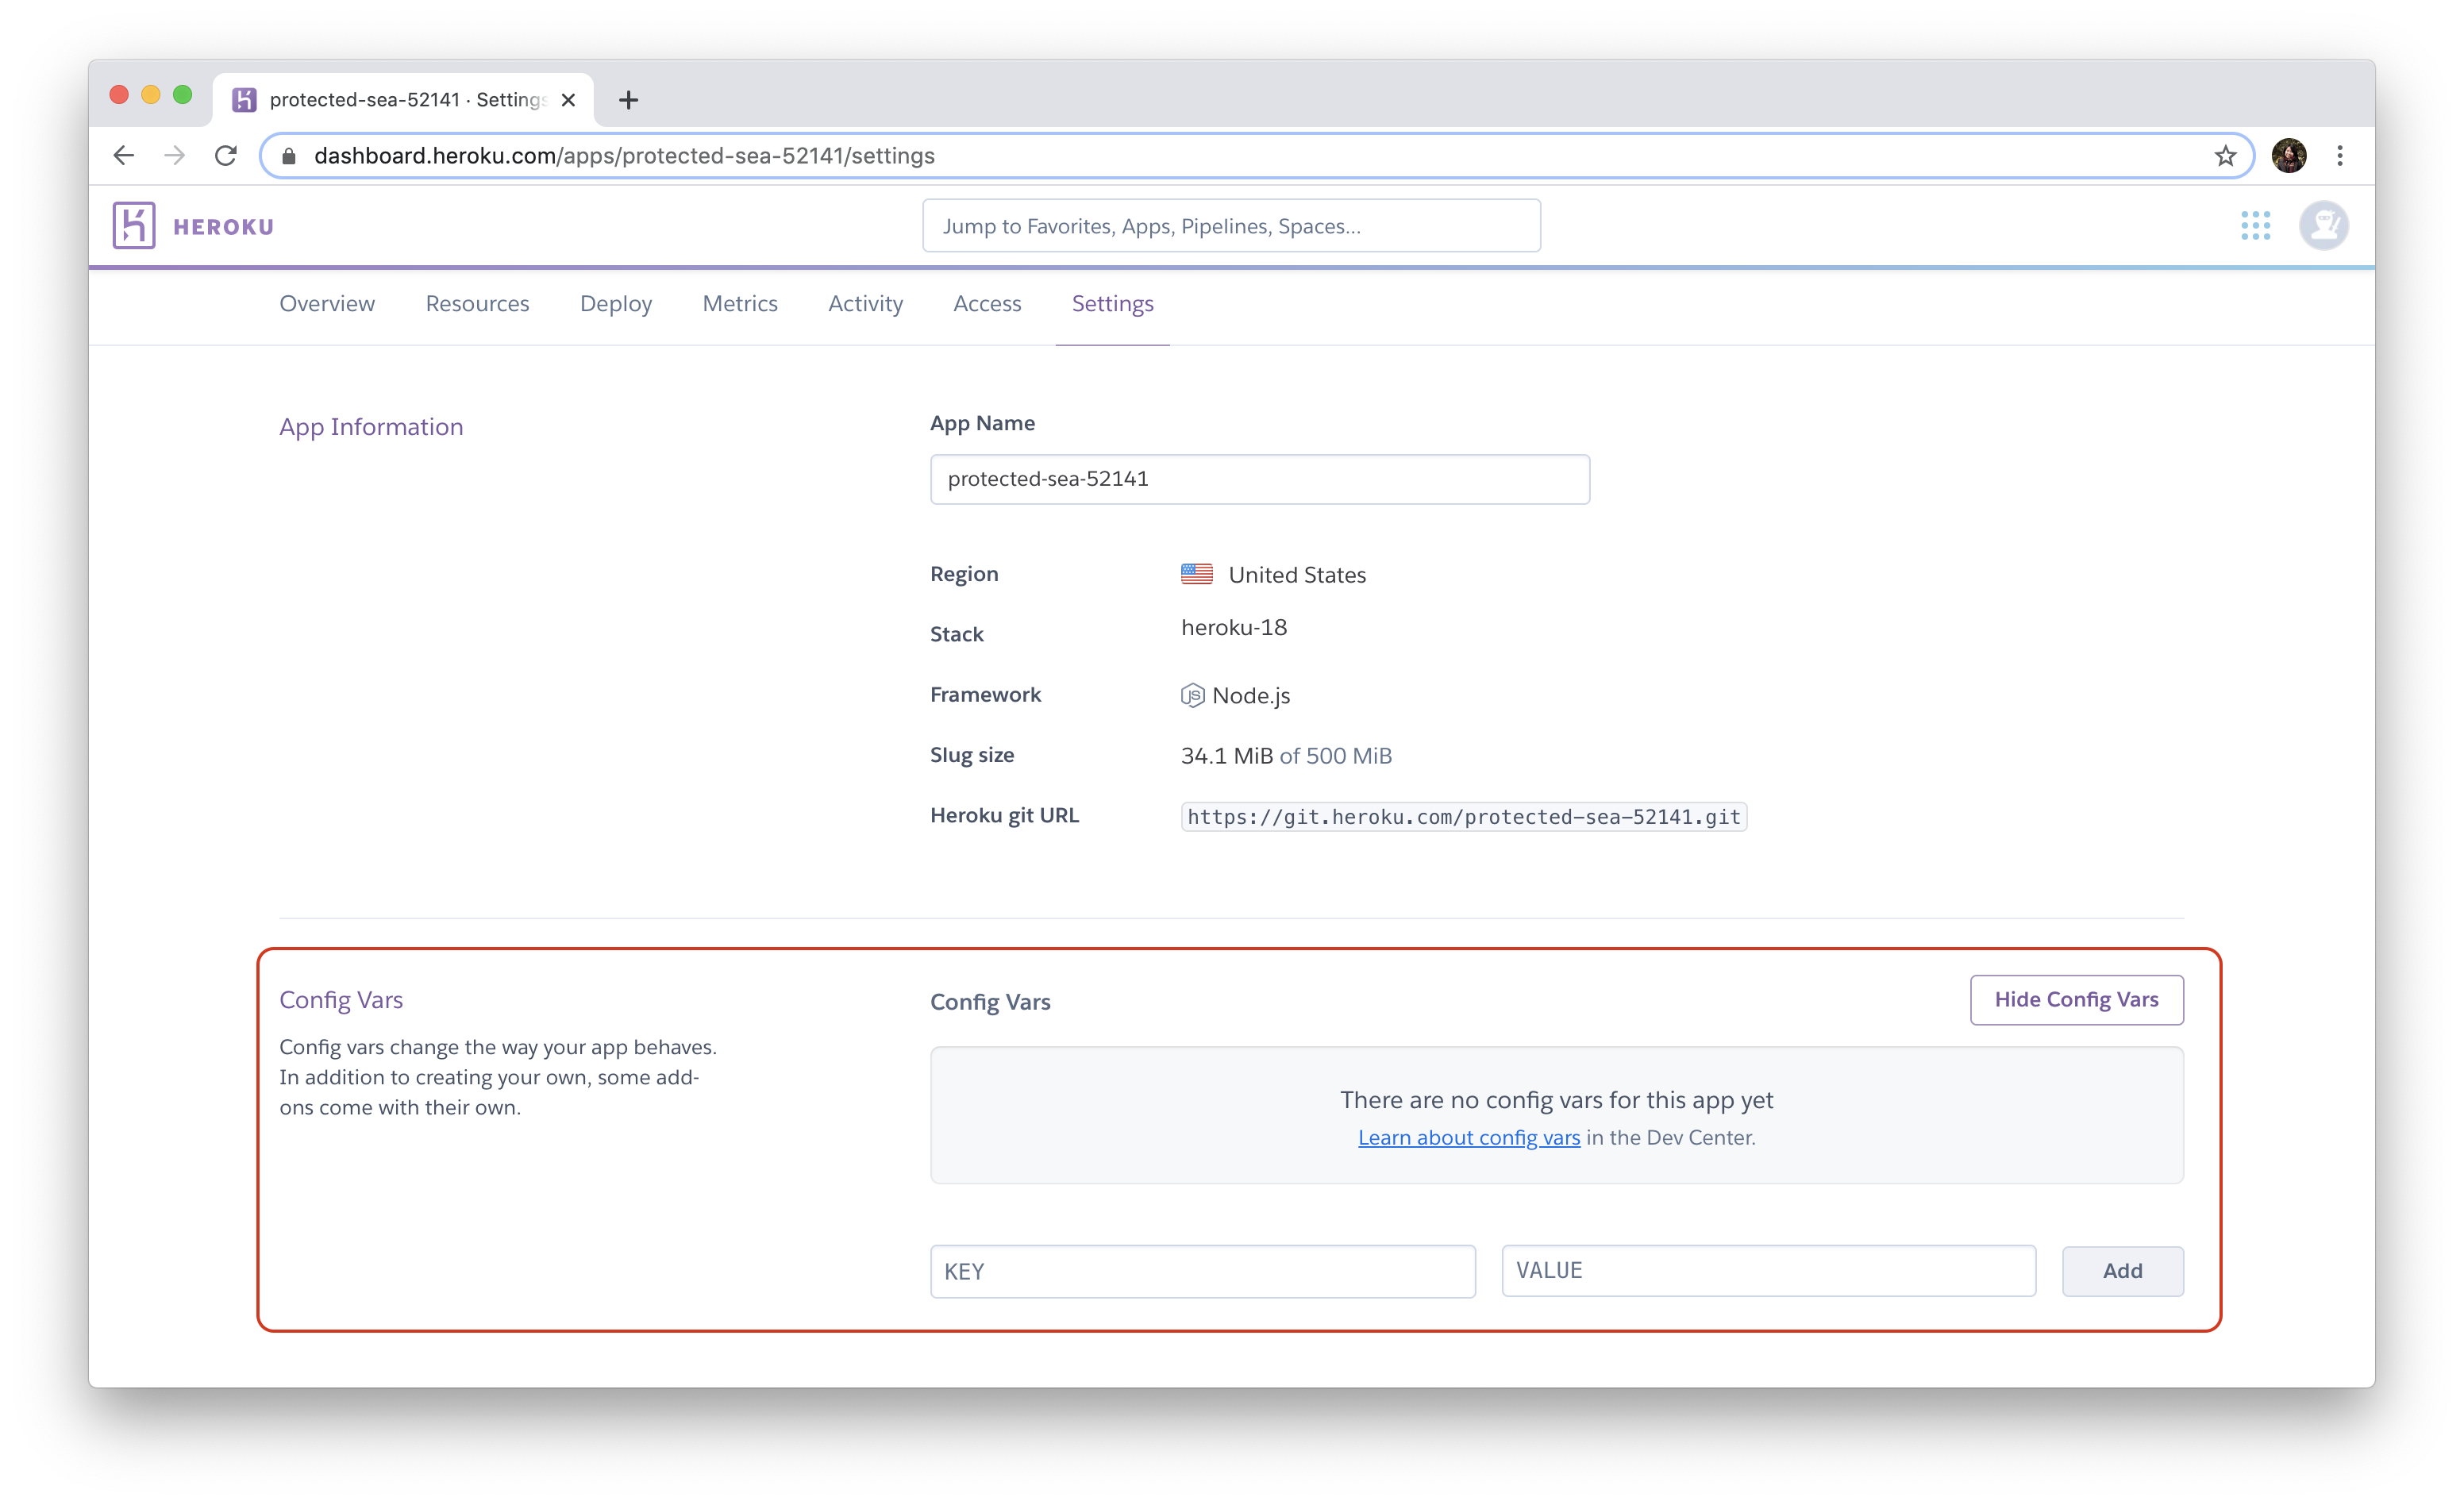 protected-sea-52141 · Settings
dashboard.heroku.com/apps/protected-sea-52141/settings
HEROKU
Jump to Favorites, Apps, Pipelines, Spaces...
Overview Resources Deploy Metrics Activity Access Settings
App Information
App Name
protected-sea-52141
Region United States
Stack heroku-18
Framework JS Node.js
Slug size 34.1 MiB of 500 MiB
Heroku git URL https://git.heroku.com/protected-sea-52141.git
Config Vars
Config vars change the way your app behaves.
In addition to creating your own, some add-
ons come with their own.
Config Vars
Hide Config Vars
There are no config vars for this app yet
Learn about config vars in the Dev Center.
KEY VALUE Add